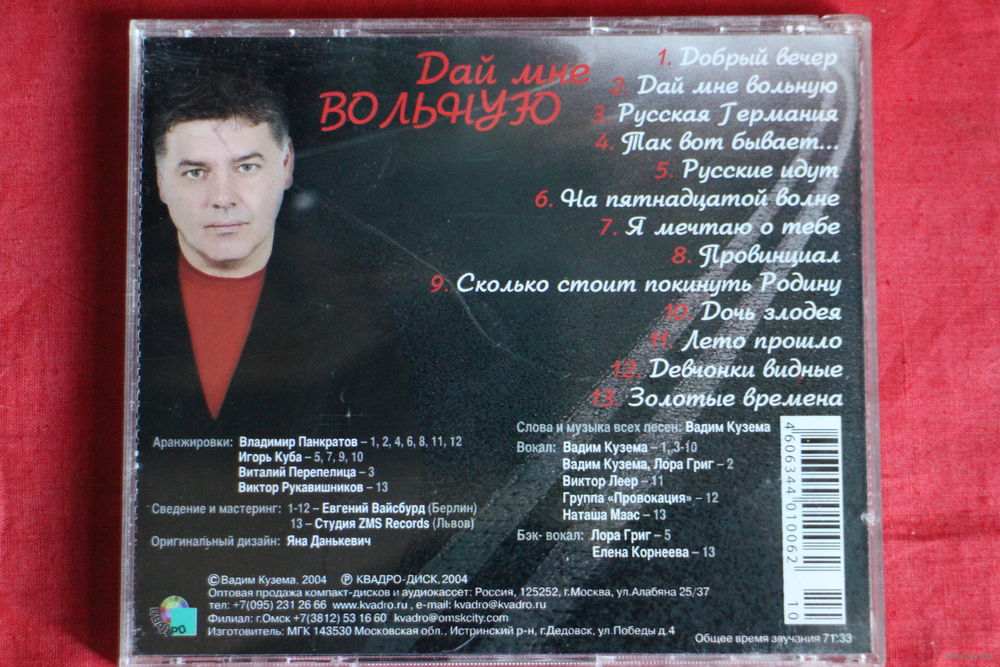 Дай мне
ВОЛЬНУЮ
1. Добрый вечер
2. Дай мне вольную
3. Русская Германия
4. Так вот бывает...
5. Русские идут
6. На пятнадцатой волне
7. Я мечтаю о тебе
8. Провинциал
9. Сколько стоит покинуть Родину
10. Дочь злодея
11. Лето прошло
12. Девчонки видные
13. Золотые времена
Аранжировки: Владимир Панкратов – 1, 2, 4, 6, 8, 11, 12
Игорь Куба – 5, 7, 9, 10
Виталий Перепелица – 3
Виктор Рукавишников – 13
Сведение и мастеринг: 1-12 – Евгений Вайсбурд (Берлин)
13 – Студия ZMS Records (Львов)
Оригинальный дизайн: Яна Данькевич
Слова и музыка всех песен: Вадим Кузема
Вокал: Вадим Кузема – 1, 3-10
Вадим Кузема, Лора Григ – 2
Виктор Леер – 11
Группа «Провокация» – 12
Наташа Маас – 13
Бэк- вокал: Лора Григ – 5
Елена Корнеева – 13
4606344010062
10
© Вадим Кузема, 2004 ℗ КВАДРО-ДИСК, 2004
Оптовая продажа компакт-дисков и аудиокассет: Россия, 125252, г.Москва, ул.Алабяна 25/37
тел: +7(095) 231 26 66 www.kvadro.ru , e-mail: kvadro@kvadro.ru
Филиал: г.Омск +7(3812) 53 16 60 kvadro@omskcity.com
Изготовитель: МГК 143530 Московская обл., Истринский р-н, г.Дедовск, ул.Победы д.4
Общее время звучания 71:33